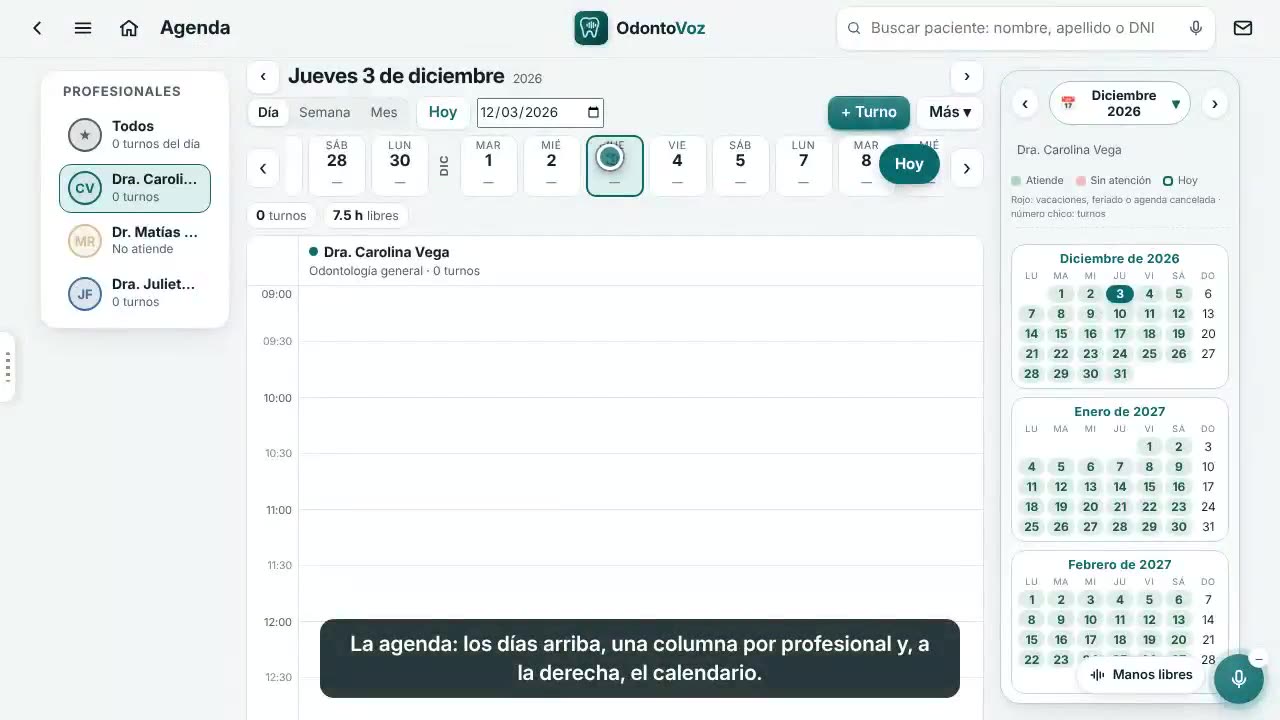 Agenda
OdontoVoz
Buscar paciente: nombre, apellido o DNI
PROFESIONALES
Todos
0 turnos del día
CV
Dra. Caroli...
0 turnos
MR
Dr. Matías ...
No atiende
JF
Dra. Juliet...
0 turnos
Jueves 3 de diciembre 2026
Día Semana Mes Hoy 12/03/2026 + Turno Más ▾
SÁB LUN MAR MIÉ VIE SÁB LUN MAR MIÉ
28 30 DIC 1 2 4 5 7 8 Hoy
— — — — — — — — —
0 turnos 7.5 h libres
Dra. Carolina Vega
Odontología general · 0 turnos
09:00
09:30
10:00
10:30
11:00
11:30
12:00
12:30
La agenda: los días arriba, una columna por profesional y, a
la derecha, el calendario.
Diciembre
2026
Dra. Carolina Vega
Atiende Sin atención Hoy
Rojo: vacaciones, feriado o agenda cancelada ·
número chico: turnos
Diciembre de 2026
LU MA MI JU VI SÁ DO
1 2 3 4 5 6
7 8 9 10 11 12 13
14 15 16 17 18 19 20
21 22 23 24 25 26 27
28 29 30 31
Enero de 2027
LU MA MI JU VI SÁ DO
1 2 3
4 5 6 7 8 9 10
11 12 13 14 15 16 17
18 19 20 21 22 23 24
25 26 27 28 29 30 31
Febrero de 2027
LU MA MI JU VI SÁ DO
1 2 3 4 5 6 7
8 9 10 11 12 13 14
15 16 17 18 19 20 21
22 23 28
Manos libres